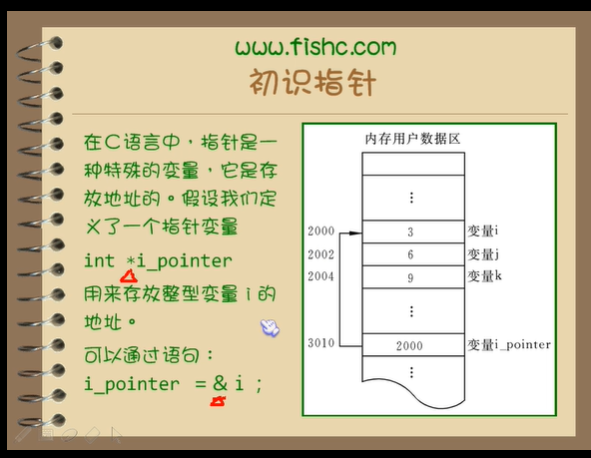 www.fishc.com
初识指针
在C语言中，指针是一
种特殊的变量，它是存
放地址的。假设我们定
义了一个指针变量
int *i_pointer
用来存放整型变量i的
地址。
可以通过语句：
i_pointer = & i ;
内存用户数据区
⋮
2000 3 变量i
2002 6 变量j
2004 9 变量k
⋮
3010 2000 变量i_pointer
⋮